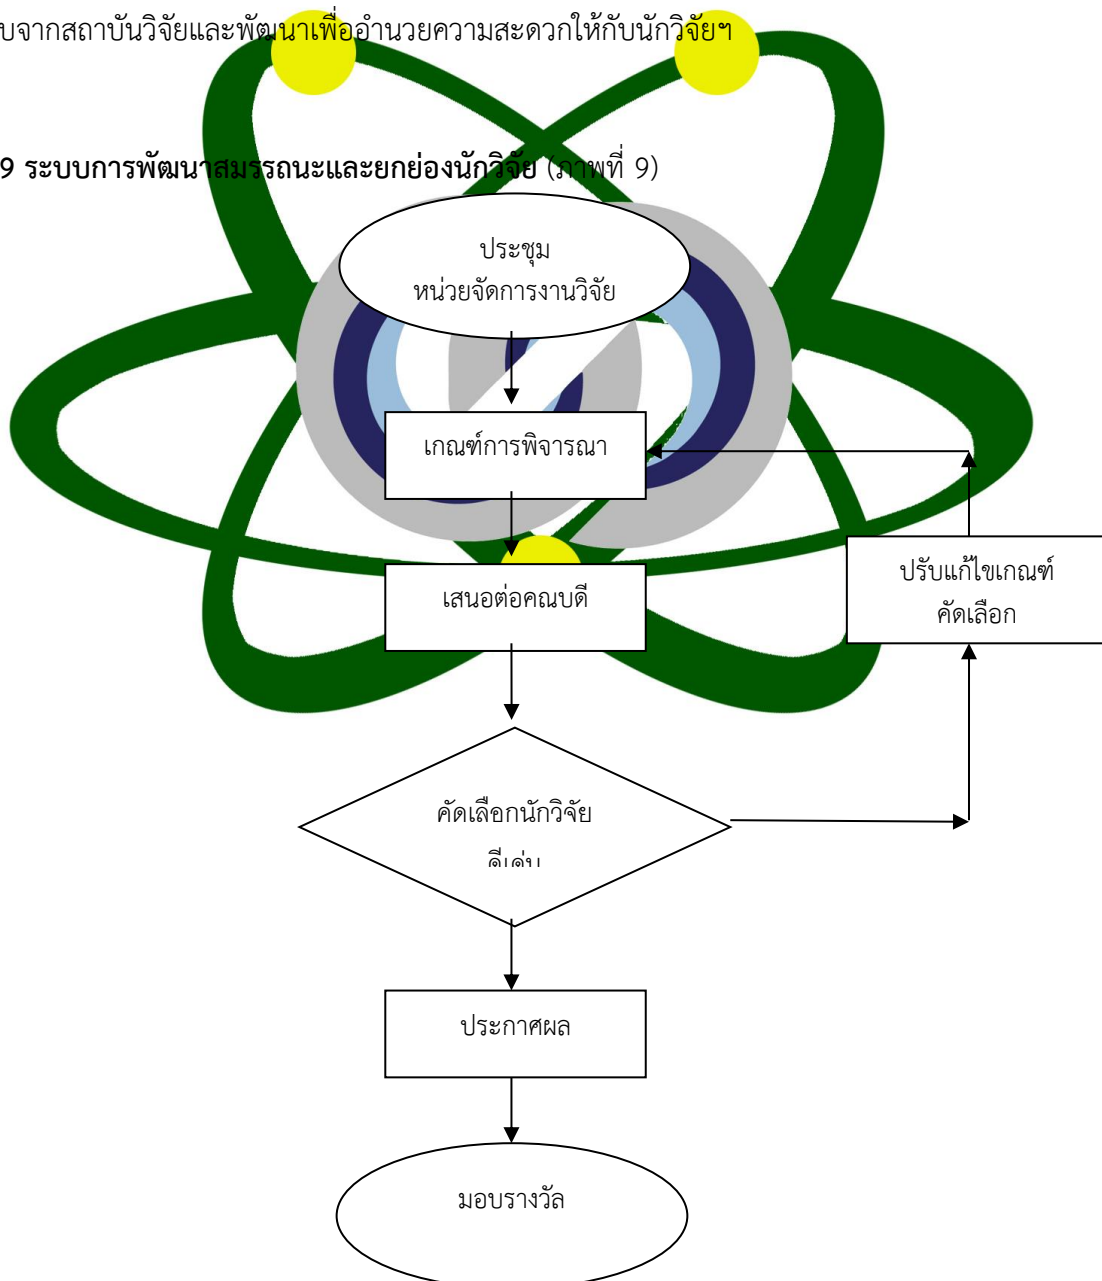 บจากสถาบันวิจัยและพัฒนาเพื่ออำนวยความสะดวกให้กับนักวิจัยฯ
9 ระบบการพัฒนาสมรรถนะและยกย่องนักวิจัย (ภาพที่ 9)
ประชุม
หน่วยจัดการงานวิจัย
เกณฑ์การพิจารณา
เสนอต่อคณบดี
ปรับแก้ไขเกณฑ์
คัดเลือก
คัดเลือกนักวิจัย
ดีเด่น
ประกาศผล
มอบรางวัล